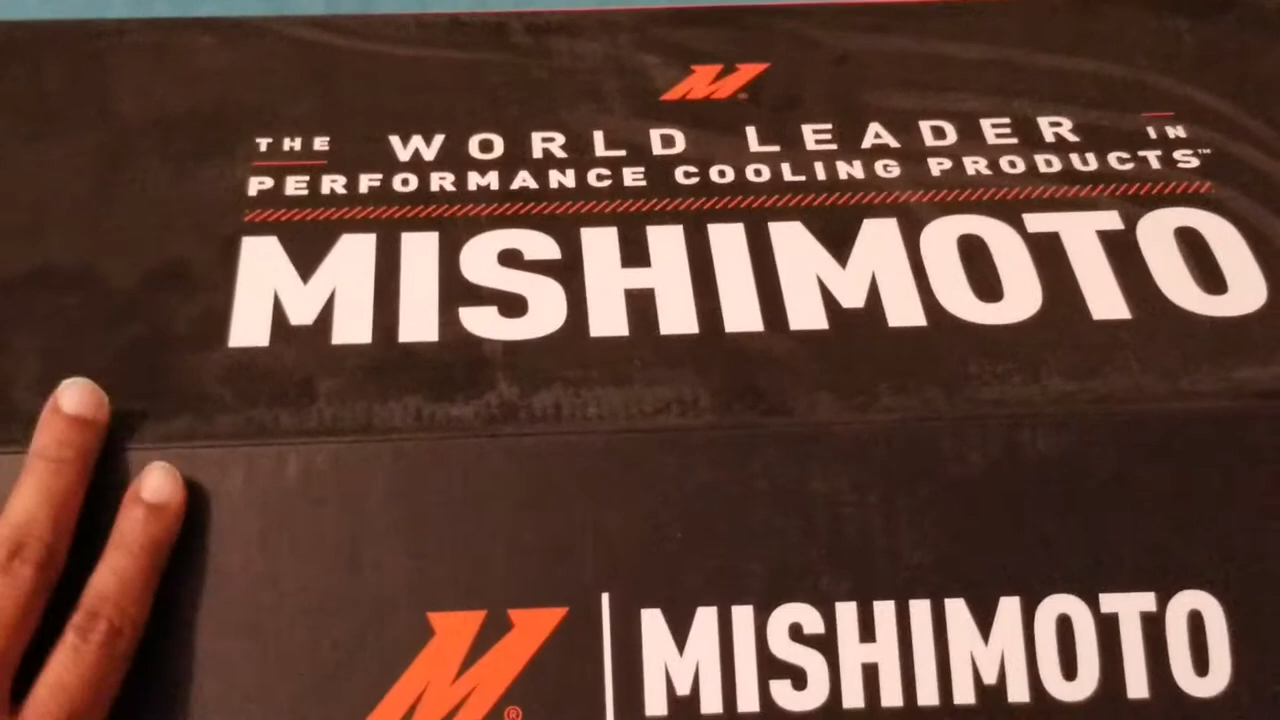 M
THE WORLD LEADER IN
PERFORMANCE COOLING PRODUCTS™
MISHIMOTO
M® MISHIMOTO